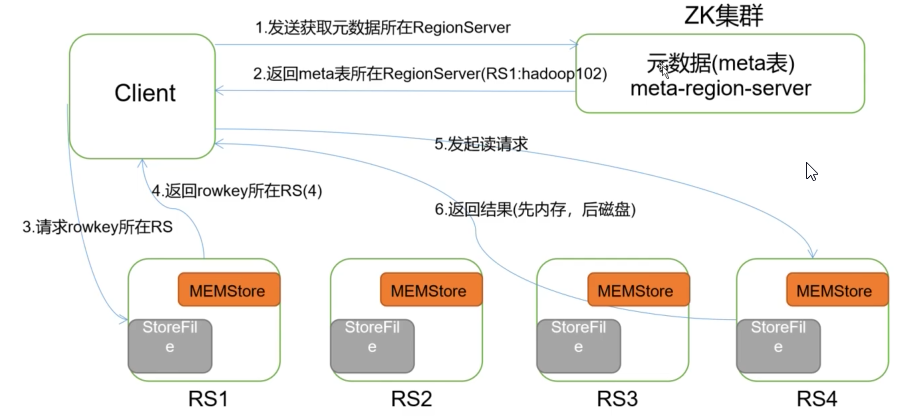 ZK集群
1.发送获取元数据所在RegionServer
Client
元数据(meta表)
meta-region-server
2.返回meta表所在RegionServer(RS1:hadoop102)
5.发起读请求
4.返回rowkey所在RS(4)
6.返回结果(先内存，后磁盘)
3.请求rowkey所在RS
MEMStore
StoreFil
e
RS1
MEMStore
StoreFil
e
RS2
MEMStore
StoreFil
e
RS3
MEMStore
StoreFil
e
RS4